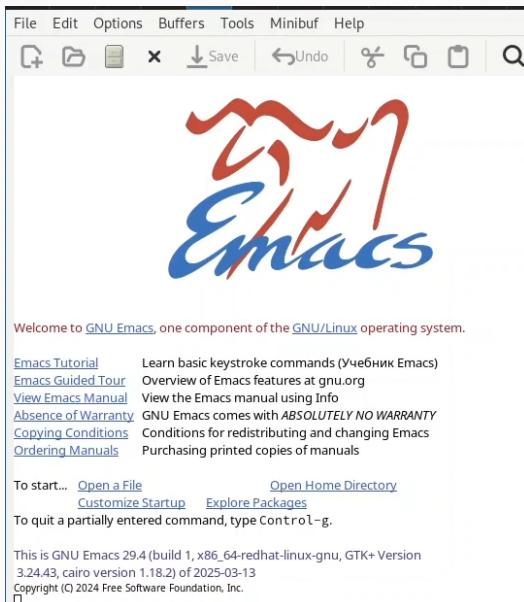 File Edit Options Buffers Tools Minibuf Help
Save Undo
Emacs
Welcome to GNU Emacs, one component of the GNU/Linux operating system.
Emacs Tutorial Learn basic keystroke commands (Учебник Emacs)
Emacs Guided Tour Overview of Emacs features at gnu.org
View Emacs Manual View the Emacs manual using Info
Absence of Warranty GNU Emacs comes with ABSOLUTELY NO WARRANTY
Copying Conditions Conditions for redistributing and changing Emacs
Ordering Manuals Purchasing printed copies of manuals
To start... Open a File Open Home Directory
Customize Startup Explore Packages
To quit a partially entered command, type Control-g.
This is GNU Emacs 29.4 (build 1, x86_64-redhat-linux-gnu, GTK+ Version
3.24.43, cairo version 1.18.2) of 2025-03-13
Copyright (C) 2024 Free Software Foundation, Inc.